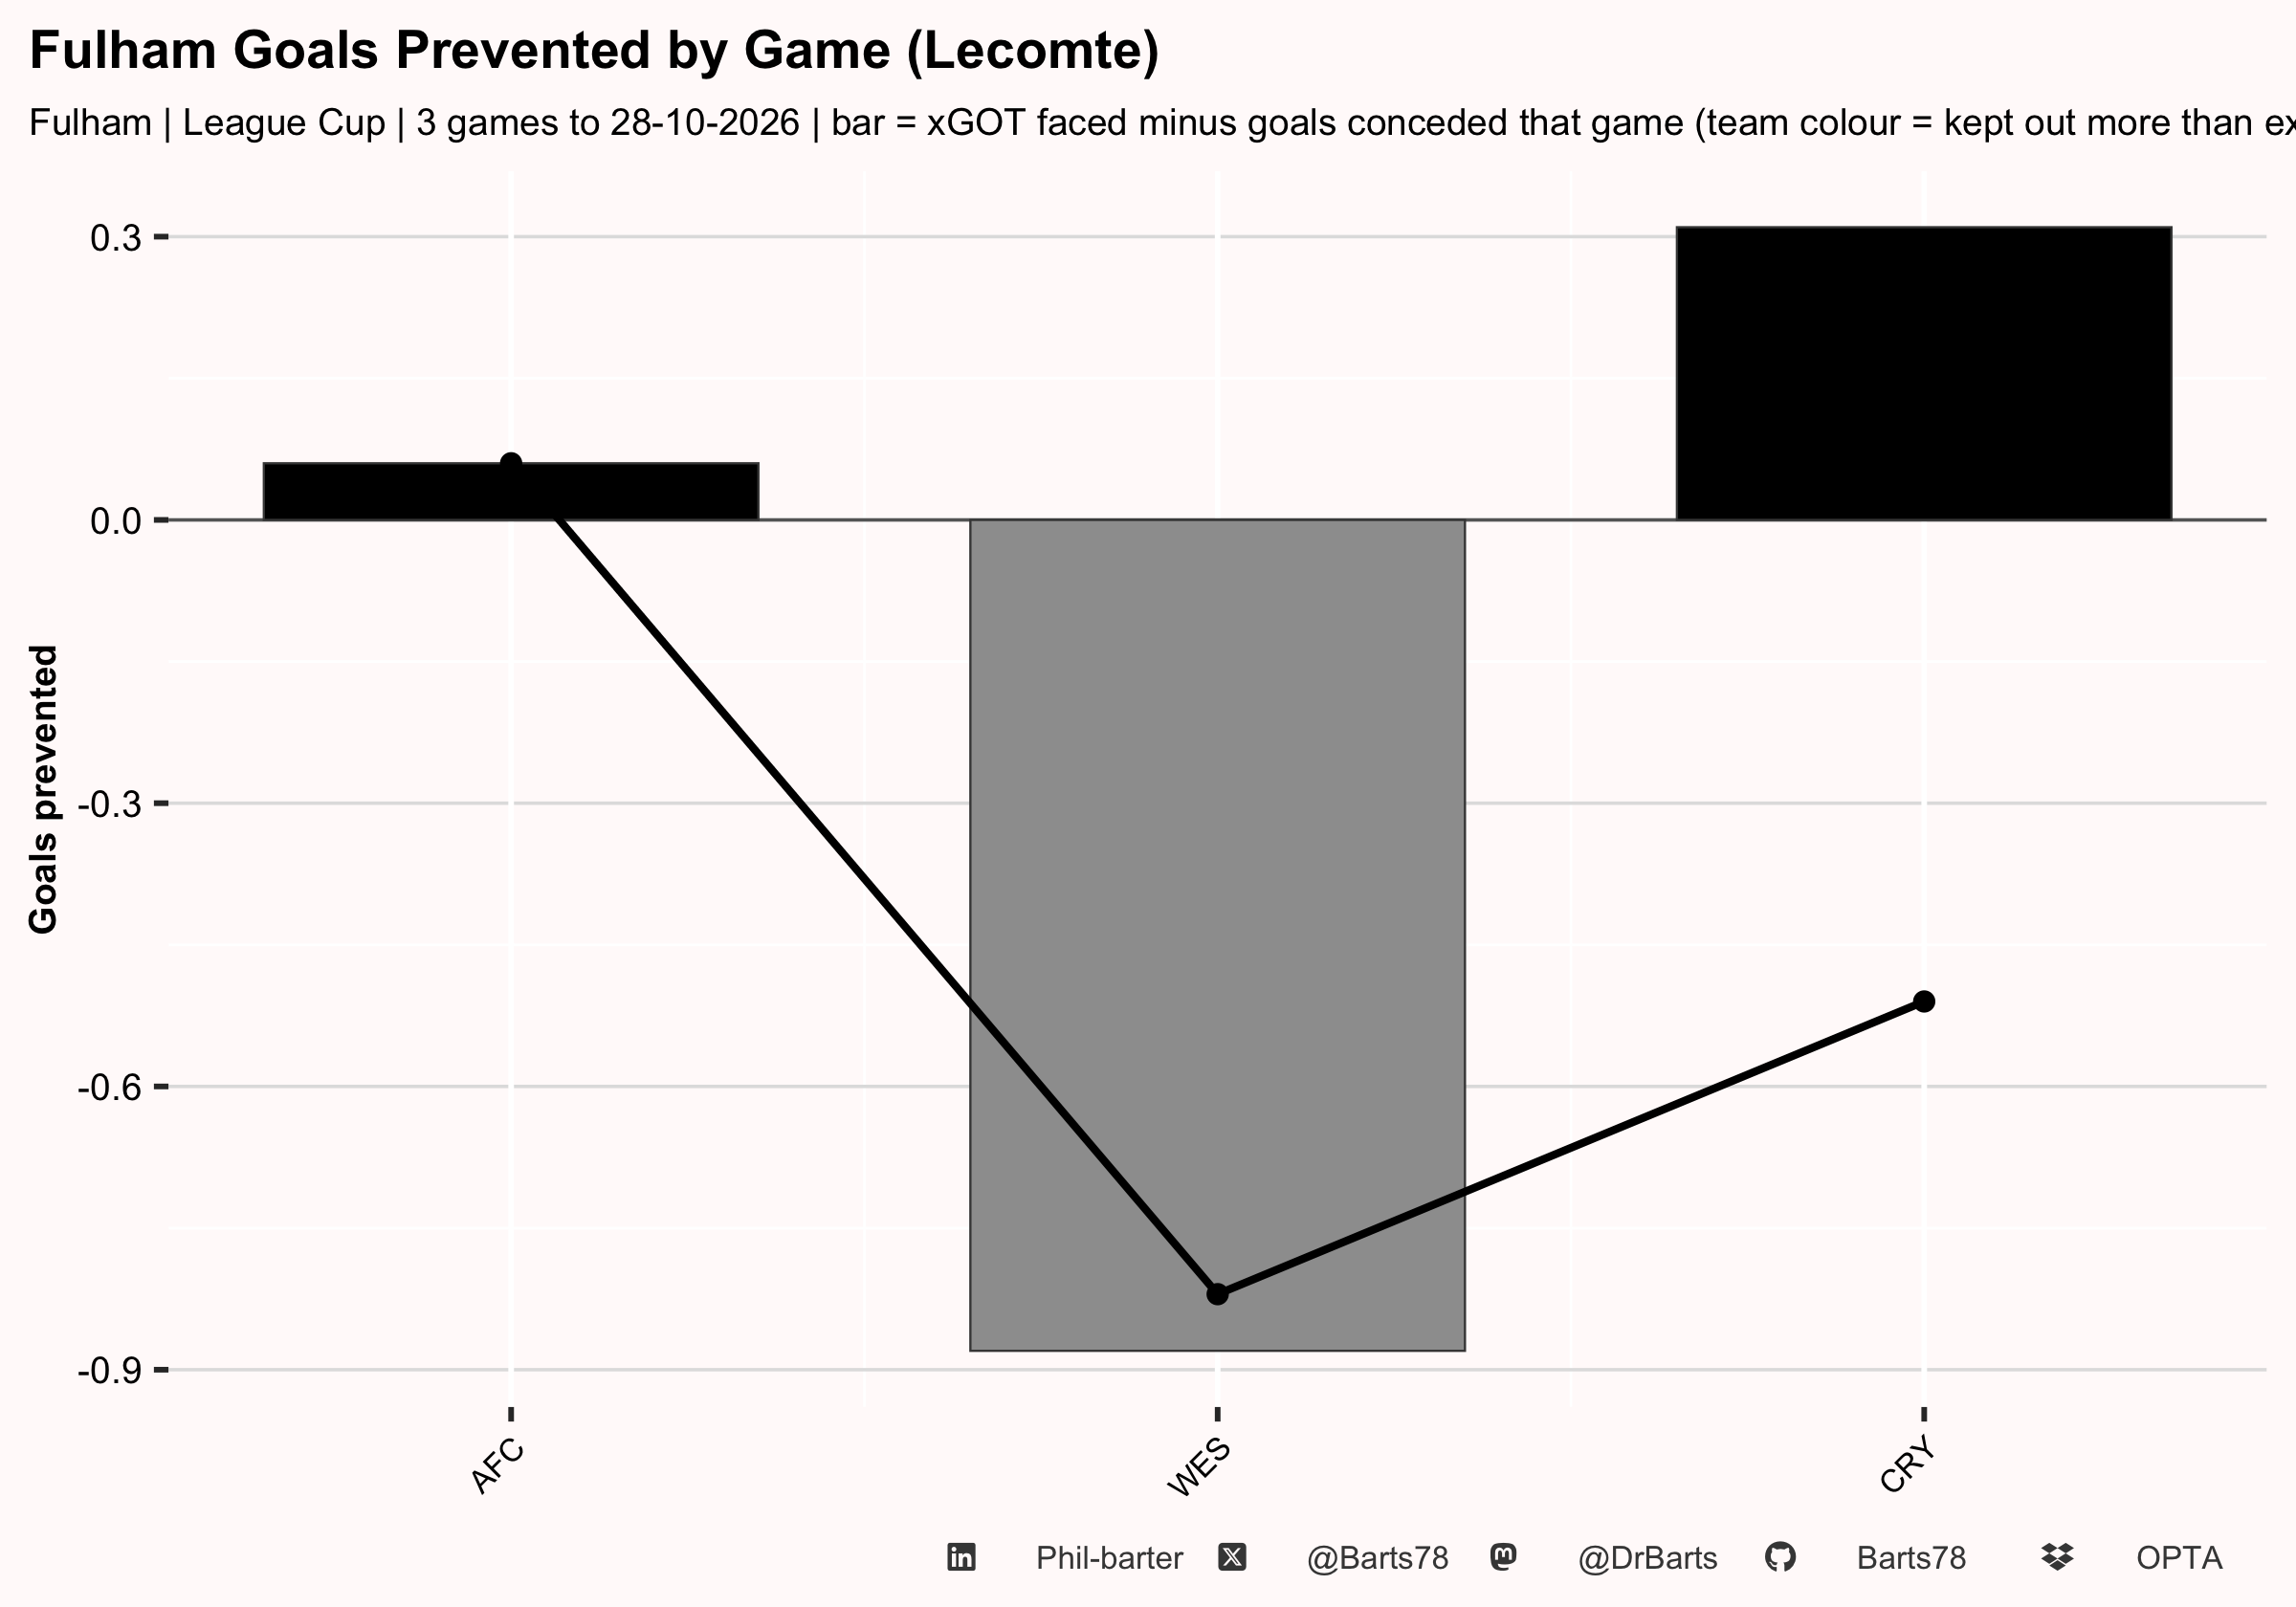 Fulham Goals Prevented by Game (Lecomte)
Fulham | League Cup | 3 games to 28-10-2026 | bar = xGOT faced minus goals conceded that game (team colour = kept out more than ex
Goals prevented
0.3
0.0
-0.3
-0.6
-0.9
AFC
WES
CRY
Phil-barter @Barts78 @DrBarts Barts78 OPTA